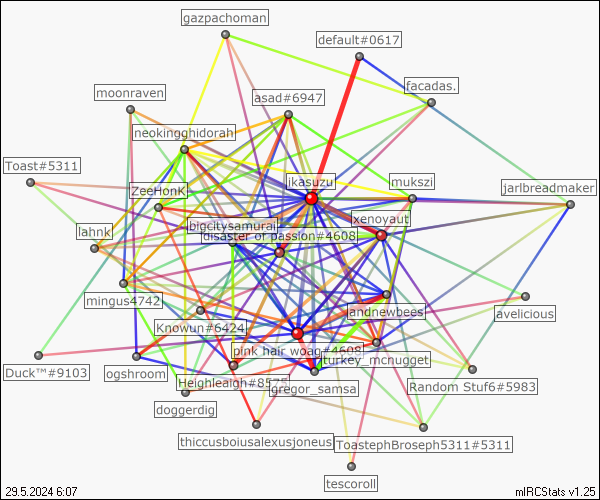 gazpachoman
default#0617
facadas.
moonraven
asad#6947
neokingghidorah
Toast#5311
ZeeHonK
ikasuzu
mukszi
jarlbreadmaker
lahnk
bigcitysamurai
xenoyaut
disaster of passion#4608
mingus4742
landnewbees
avelicious
Knowun#6424
pink hair woag#4608
turkey_mcnugget
Duck™#9103
ogshroom
Heighleaigh#8575
gregor_samsa
Random Stuf6#5983
doggerdig
thiccusboiusalexusjoneus
ToastephBroseph5311#5311
tescoroll
29.5.2024 6:07
mIRCStats v1.25